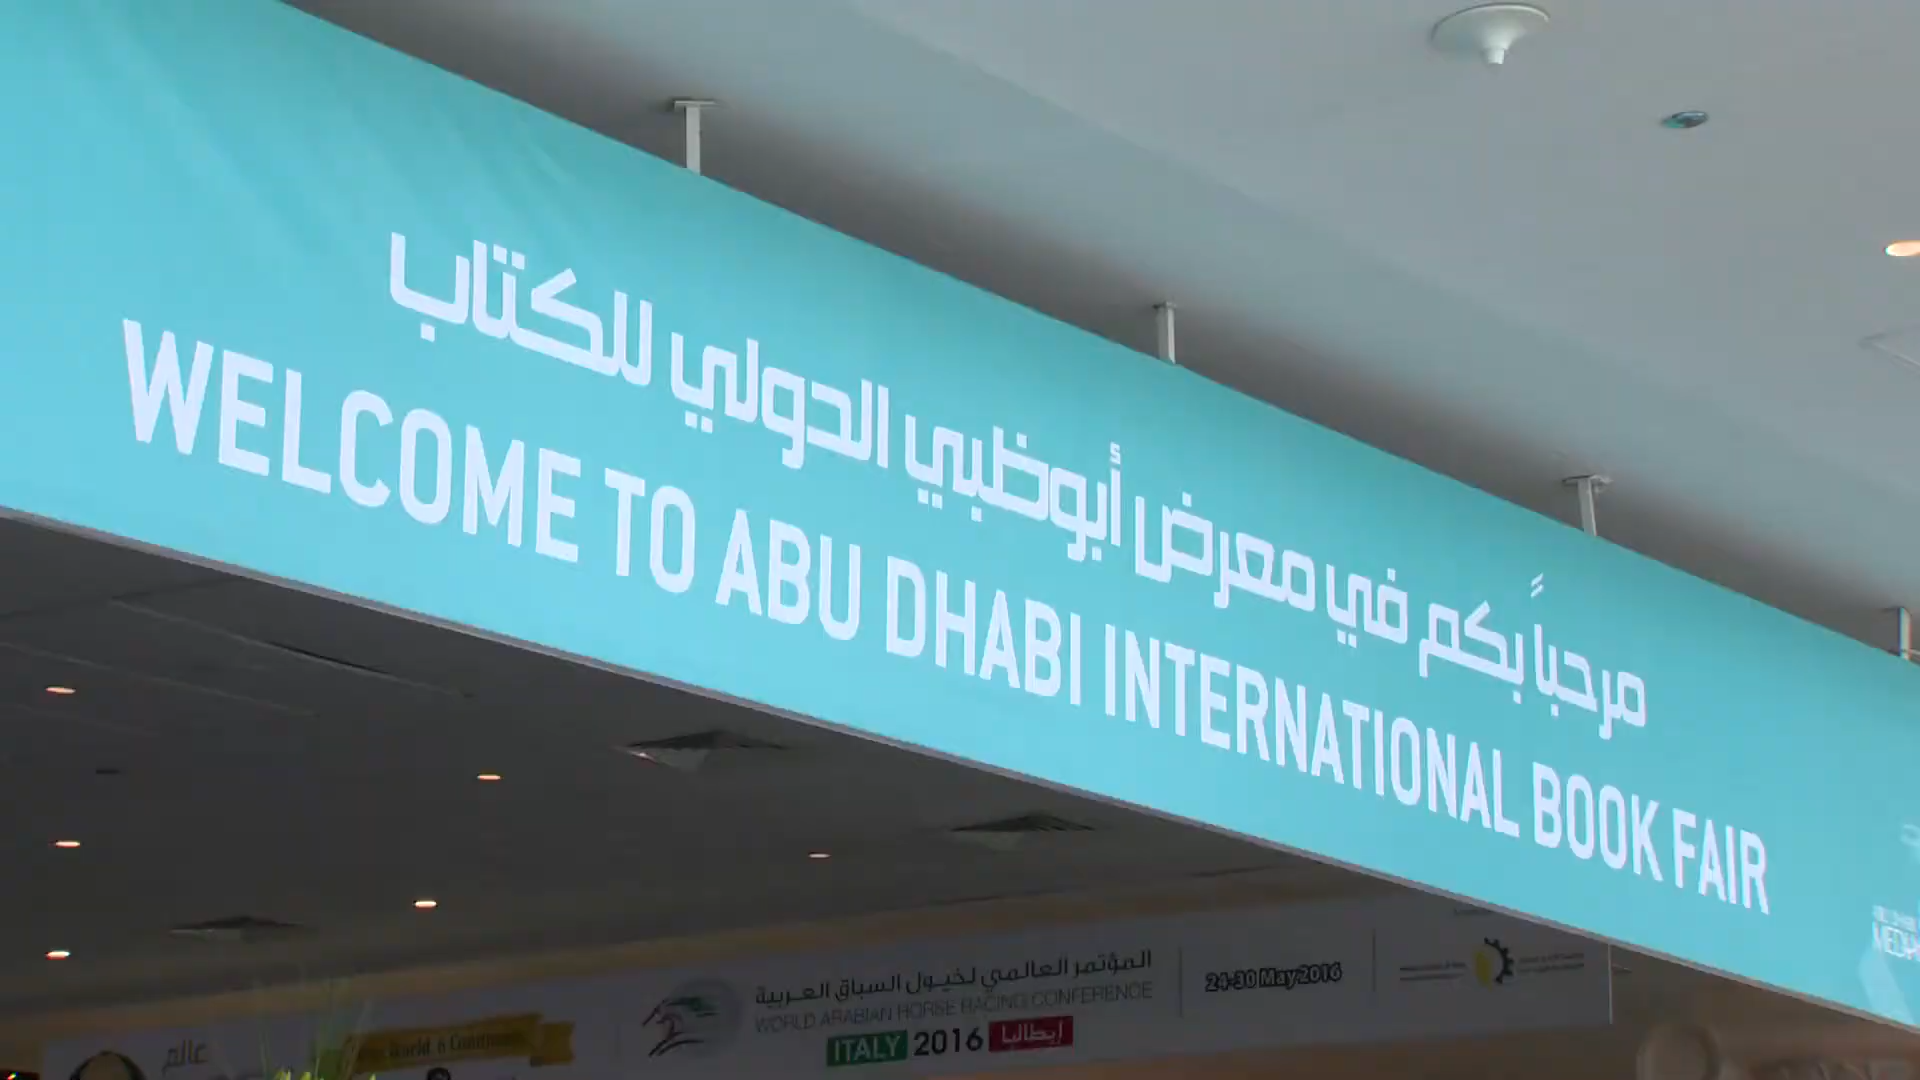 مرحباً بكم في معرض أبوظبي الدولي للكتاب
WELCOME TO ABU DHABI INTERNATIONAL BOOK FAIR
المؤتمر العالمي لخيول السباق العربية
WORLD ARABIAN HORSE RACING CONFERENCE
ITALY 2016 إيطاليا
24-30 May 2016
عالم